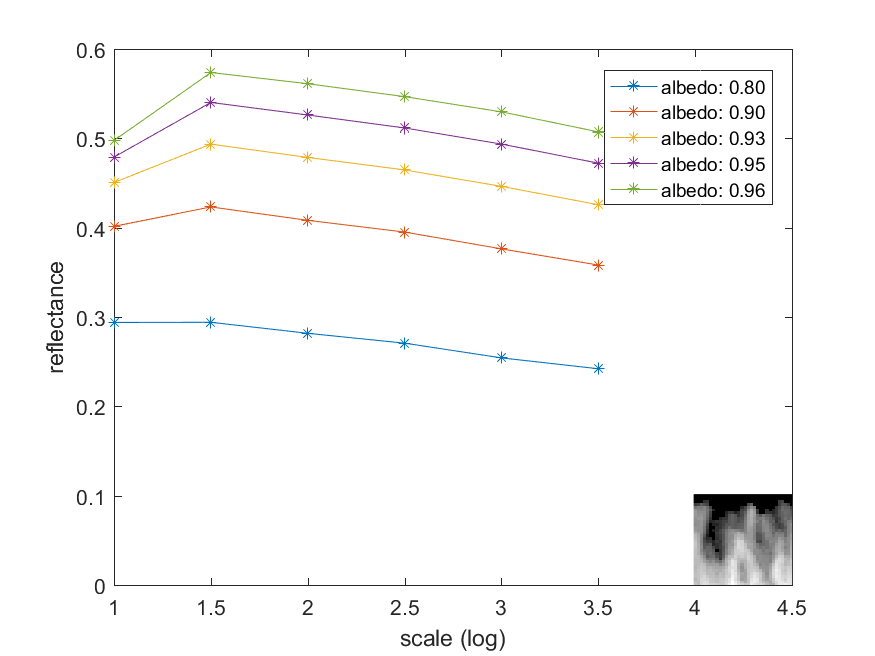 0.6
0.5
0.4
0.3
0.2
0.1
0
reflectance
albedo: 0.80
albedo: 0.90
albedo: 0.93
albedo: 0.95
albedo: 0.96
1 1.5 2 2.5 3 3.5 4 4.5
scale (log)